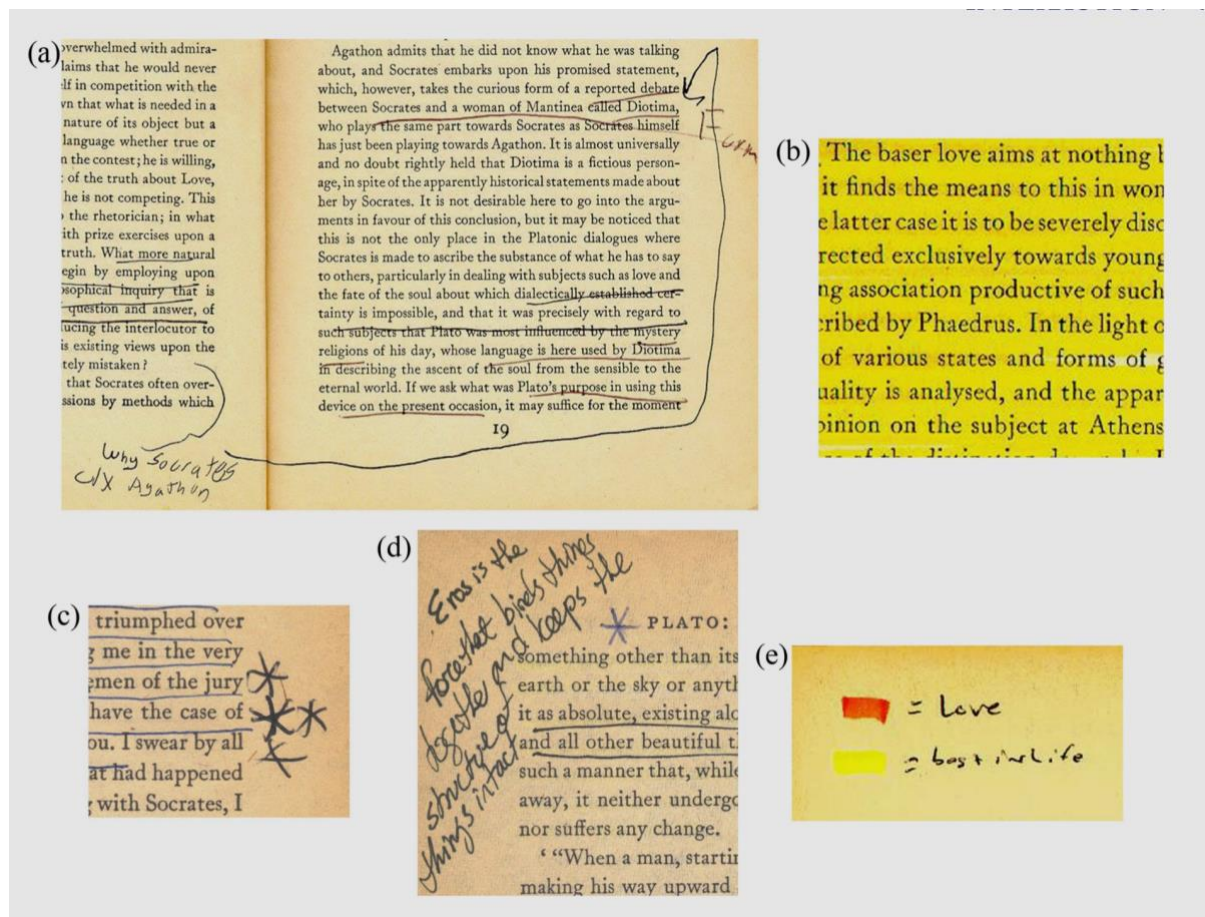 (a)
overwhelmed with admira-
laims that he would never
lf in competition with the
wn that what is needed in a
nature of its object but a
language whether true or
n the contest; he is willing,
of the truth about Love,
he is not competing. This
the rhetorician; in what
ith prize exercises upon a
truth. What more natural
egin by employing upon
osophical inquiry that is
question and answer, of
lucing the interlocutor to
is existing views upon the
tely mistaken?
that Socrates often over-
ssions by methods which
Why Socrates
c/x Agathon
Agathon admits that he did not know what he was talking
about, and Socrates embarks upon his promised statement,
which, however, takes the curious form of a reported debate
between Socrates and a woman of Mantinea called Diotima,
who plays the same part towards Socrates as Socrates himself
has just been playing towards Agathon. It is almost universally
and no doubt rightly held that Diotima is a fictious person-
age, in spite of the apparently historical statements made about
her by Socrates. It is not desirable here to go into the argu-
ments in favour of this conclusion, but it may be noticed that
this is not the only place in the Platonic dialogues where
Socrates is made to ascribe the substance of what he has to say
to others, particularly in dealing with subjects such as love and
the fate of the soul about which dialectically established cer-
tainty is impossible, and that it was precisely with regard to
such subjects that Plato was most influenced by the mystery
religions of his day, whose language is here used by Diotima
in describing the ascent of the soul from the sensible to the
eternal world. If we ask what was Plato's purpose in using this
device on the present occasion, it may suffice for the moment
19
Form
(b)
The baser love aims at nothing
it finds the means to this in won
e latter case it is to be severely disc
rected exclusively towards young
ng association productive of such
cribed by Phaedrus. In the light o
of various states and forms of g
uality is analysed, and the appar
pinion on the subject at Athens
(c)
triumphed over
g me in the very
emen of the jury
have the case of
ou. I swear by all
at had happened
with Socrates, I
(d)
Eros is the
force that binds things
together and keeps the
structure of
things intact
PLATO:
something other than its
earth or the sky or anyth
it as absolute, existing alo
and all other beautiful t
such a manner that, while
away, it neither undergo
nor suffers any change.
‘ “When a man, startin
making his way upward
(e)
= Love
= best in Life